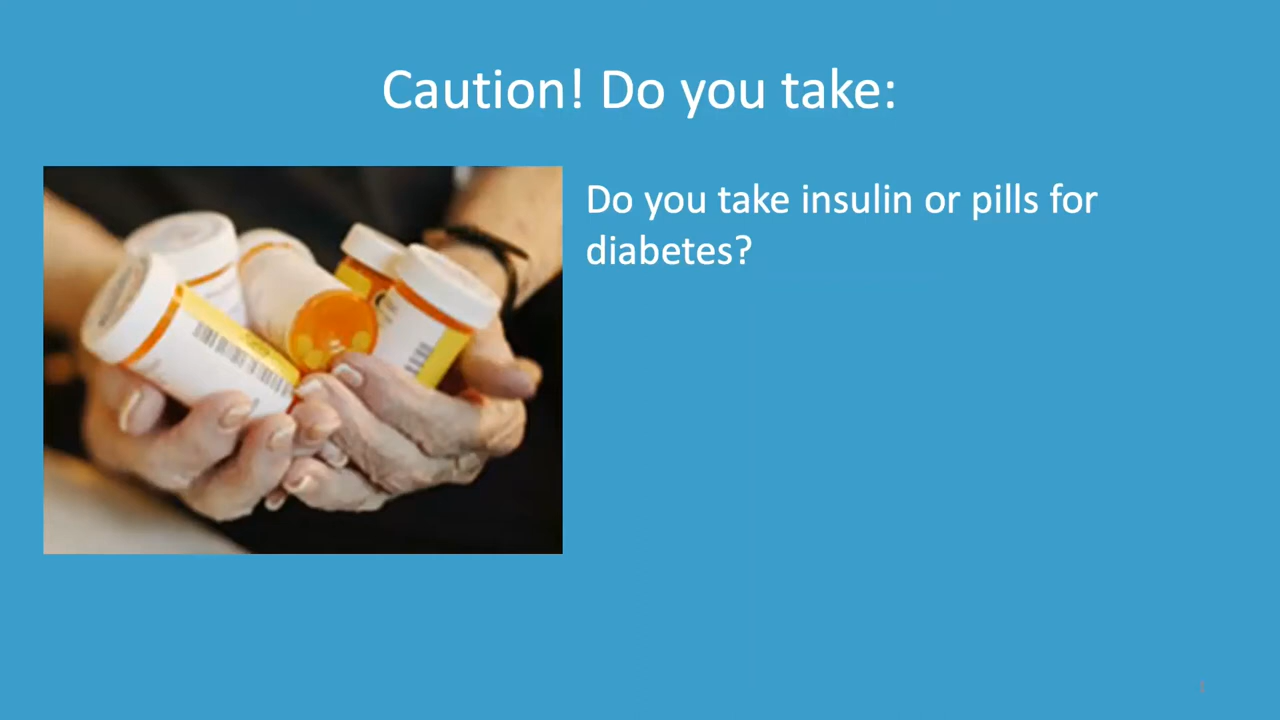 Caution! Do you take:
Do you take insulin or pills for
diabetes?